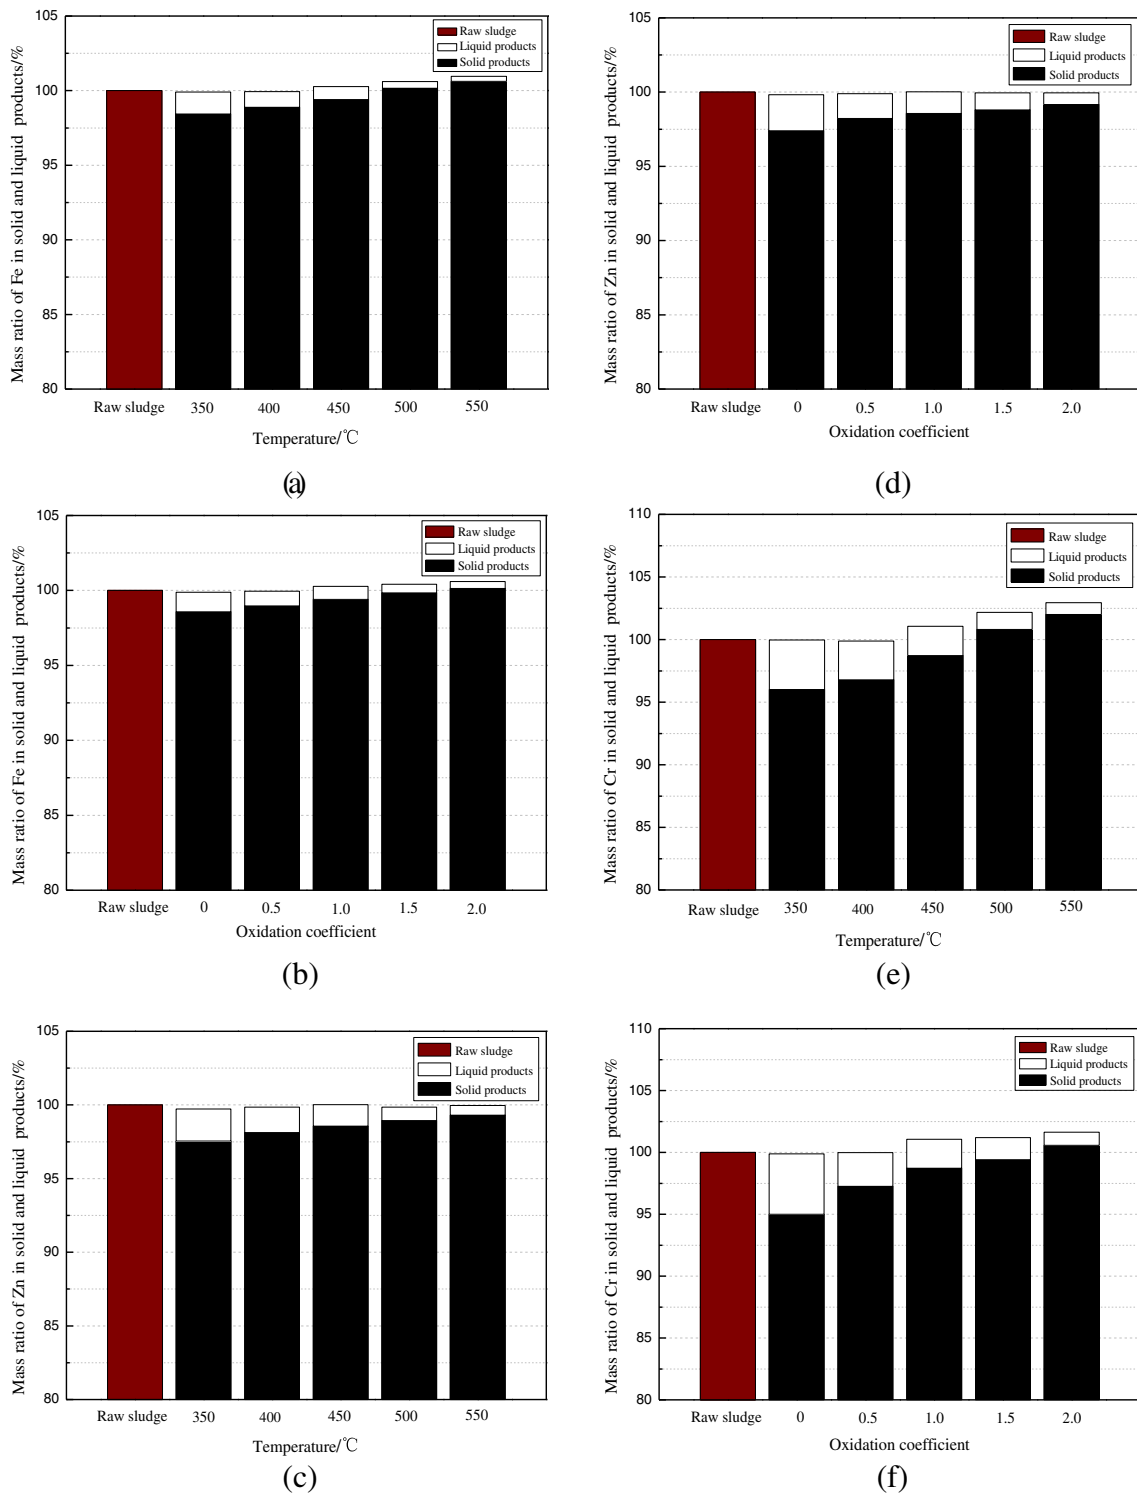 Mass ratio of Fe in solid and liquid products/%
105
100
95
90
85
80
Raw sludge
Liquid products
Solid products
Raw sludge 350 400 450 500 550
Temperature/℃
(a)
Mass ratio of Zn in solid and liquid products/%
105
100
95
90
85
80
Raw sludge
Liquid products
Solid products
Raw sludge 0 0.5 1.0 1.5 2.0
Oxidation coefficient
(d)
Mass ratio of Fe in solid and liquid products/%
105
100
95
90
85
80
Raw sludge
Liquid products
Solid products
Raw sludge 0 0.5 1.0 1.5 2.0
Oxidation coefficient
(b)
Mass ratio of Cr in solid and liquid products/%
110
105
100
95
90
85
80
Raw sludge
Liquid products
Solid products
Raw sludge 350 400 450 500 550
Temperature/℃
(e)
Mass ratio of Zn in solid and liquid products/%
105
100
95
90
85
80
Raw sludge
Liquid products
Solid products
Raw sludge 350 400 450 500 550
Temperature/℃
(c)
Mass ratio of Cr in solid and liquid products/%
110
105
100
95
90
85
80
Raw sludge
Liquid products
Solid products
Raw sludge 0 0.5 1.0 1.5 2.0
Oxidation coefficient
(f)